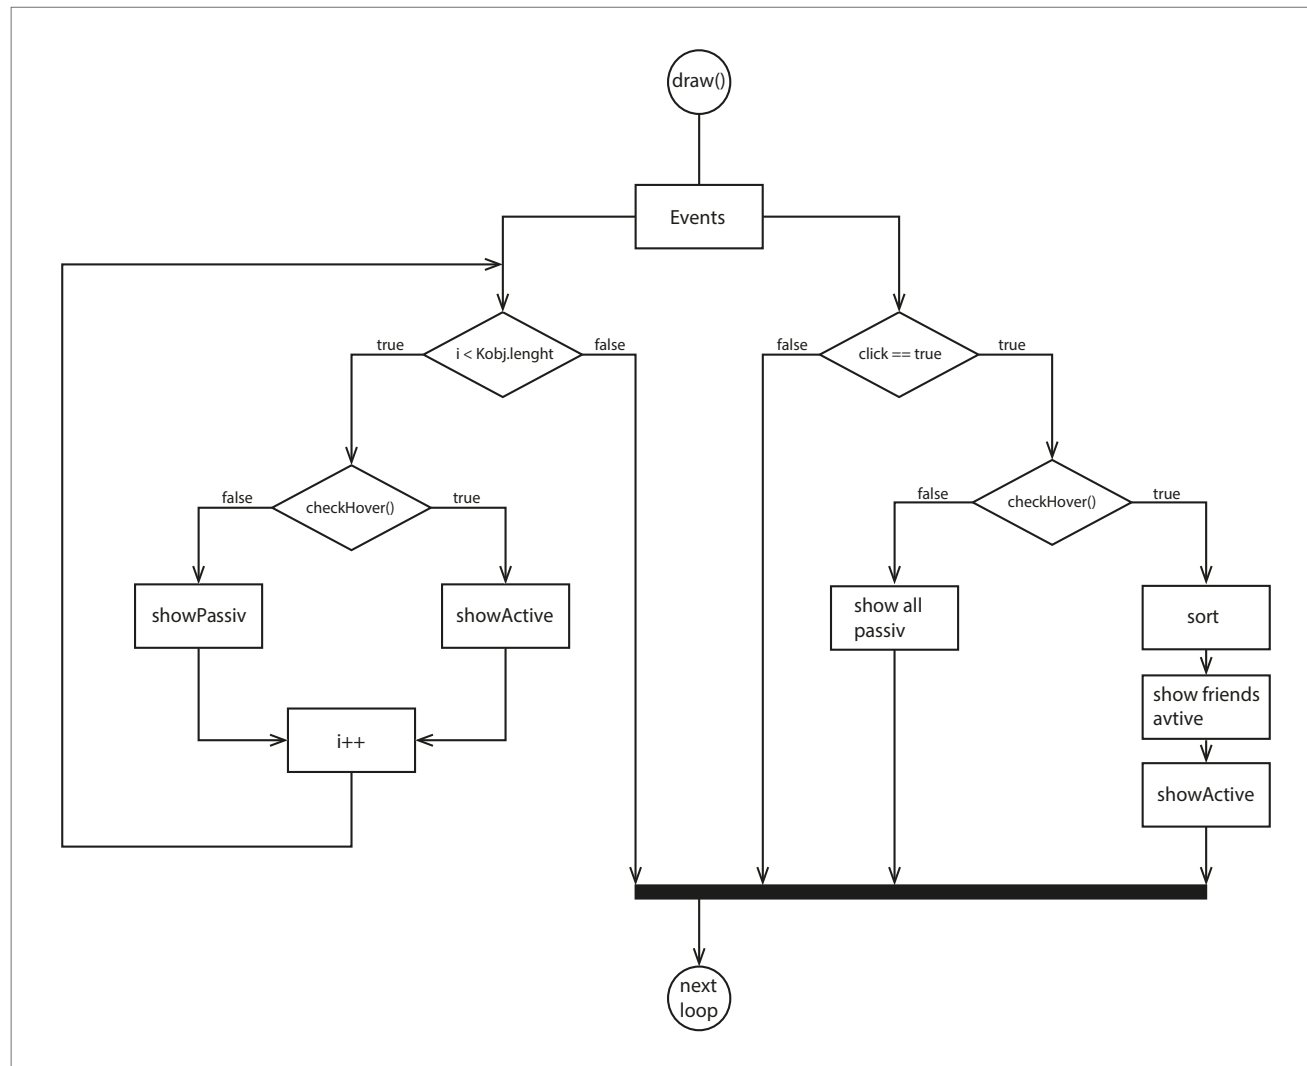 draw()
Events
true
i < Kobj.lenght
false
false
click == true
true
false
checkHover()
true
false
checkHover()
true
showPassiv
showActive
show all
passiv
sort
show friends
avtive
i++
showActive
next
loop